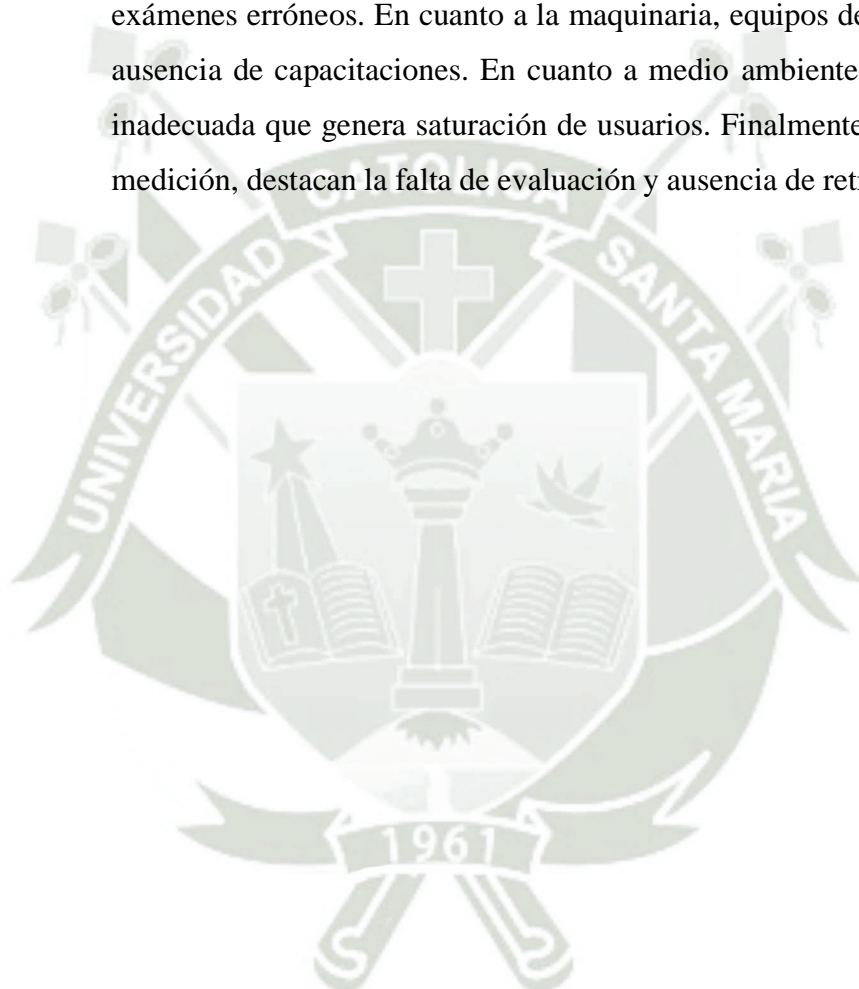 exámenes erróneos. En cuanto a la maquinaria, equipos de
ausencia de capacitaciones. En cuanto a medio ambiente
inadecuada que genera saturación de usuarios. Finalmente
medición, destacan la falta de evaluación y ausencia de
UNIVERSIDAD CATOLICA SANTA MARIA
1961